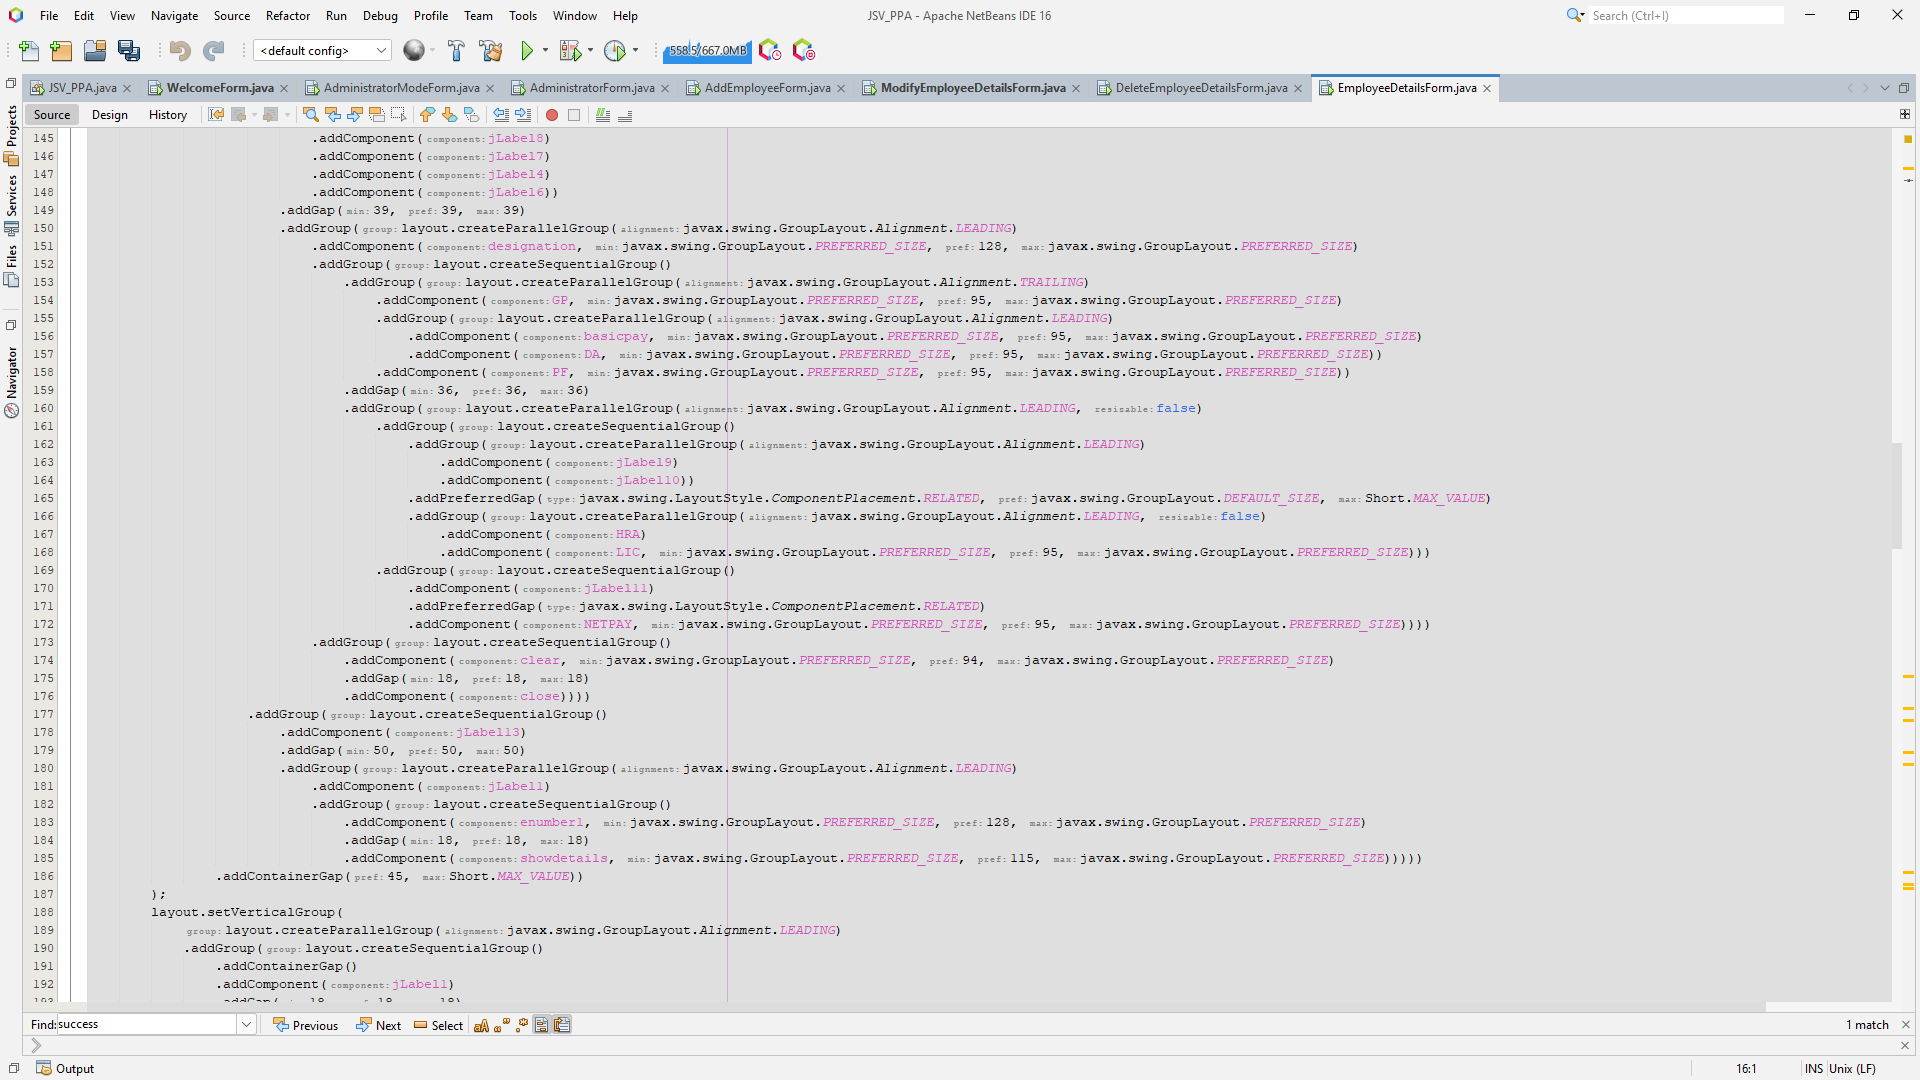 File Edit View Navigate Source Refactor Run Debug Profile Team Tools Window Help
JSV_PPA - Apache NetBeans IDE 16
Search (Ctrl+I)
<default config>
558.5/667.0MB
JSV_PPA.java
WelcomeForm.java
AdministratorModeForm.java
AdministratorForm.java
AddEmployeeForm.java
ModifyEmployeeDetailsForm.java
DeleteEmployeeDetailsForm.java
EmployeeDetailsForm.java
Source Design History
Projects
Services
Files
Navigator
145 .addComponent( component: jLabel8)
146 .addComponent( component: jLabel7)
147 .addComponent( component: jLabel4)
148 .addComponent( component: jLabel6))
149 .addGap( min: 39, pref: 39, max: 39)
150 .addGroup( group: layout.createParallelGroup( alignment: javax.swing.GroupLayout.Alignment.LEADING)
151 .addComponent( component: designation, min: javax.swing.GroupLayout.PREFERRED_SIZE, pref: 128, max: javax.swing.GroupLayout.PREFERRED_SIZE)
152 .addGroup( group: layout.createSequentialGroup()
153 .addGroup( group: layout.createParallelGroup( alignment: javax.swing.GroupLayout.Alignment.TRAILING)
154 .addComponent( component: GP, min: javax.swing.GroupLayout.PREFERRED_SIZE, pref: 95, max: javax.swing.GroupLayout.PREFERRED_SIZE)
155 .addGroup( group: layout.createParallelGroup( alignment: javax.swing.GroupLayout.Alignment.LEADING)
156 .addComponent( component: basicpay, min: javax.swing.GroupLayout.PREFERRED_SIZE, pref: 95, max: javax.swing.GroupLayout.PREFERRED_SIZE)
157 .addComponent( component: DA, min: javax.swing.GroupLayout.PREFERRED_SIZE, pref: 95, max: javax.swing.GroupLayout.PREFERRED_SIZE))
158 .addComponent( component: PF, min: javax.swing.GroupLayout.PREFERRED_SIZE, pref: 95, max: javax.swing.GroupLayout.PREFERRED_SIZE))
159 .addGap( min: 36, pref: 36, max: 36)
160 .addGroup( group: layout.createParallelGroup( alignment: javax.swing.GroupLayout.Alignment.LEADING, resizable: false)
161 .addGroup( group: layout.createSequentialGroup()
162 .addGroup( group: layout.createParallelGroup( alignment: javax.swing.GroupLayout.Alignment.LEADING)
163 .addComponent( component: jLabel9)
164 .addComponent( component: jLabel10))
165 .addPreferredGap( type: javax.swing.LayoutStyle.ComponentPlacement.RELATED, pref: javax.swing.GroupLayout.DEFAULT_SIZE, max: Short.MAX_VALUE)
166 .addGroup( group: layout.createParallelGroup( alignment: javax.swing.GroupLayout.Alignment.LEADING, resizable: false)
167 .addComponent( component: HRA)
168 .addComponent( component: LIC, min: javax.swing.GroupLayout.PREFERRED_SIZE, pref: 95, max: javax.swing.GroupLayout.PREFERRED_SIZE)))
169 .addGroup( group: layout.createSequentialGroup()
170 .addComponent( component: jLabel11)
171 .addPreferredGap( type: javax.swing.LayoutStyle.ComponentPlacement.RELATED)
172 .addComponent( component: NETPAY, min: javax.swing.GroupLayout.PREFERRED_SIZE, pref: 95, max: javax.swing.GroupLayout.PREFERRED_SIZE))))
173 .addGroup( group: layout.createSequentialGroup()
174 .addComponent( component: clear, min: javax.swing.GroupLayout.PREFERRED_SIZE, pref: 94, max: javax.swing.GroupLayout.PREFERRED_SIZE)
175 .addGap( min: 18, pref: 18, max: 18)
176 .addComponent( component: close))))
177 .addGroup( group: layout.createSequentialGroup()
178 .addComponent( component: jLabel13)
179 .addGap( min: 50, pref: 50, max: 50)
180 .addGroup( group: layout.createParallelGroup( alignment: javax.swing.GroupLayout.Alignment.LEADING)
181 .addComponent( component: jLabel1)
182 .addGroup( group: layout.createSequentialGroup()
183 .addComponent( component: enumber1, min: javax.swing.GroupLayout.PREFERRED_SIZE, pref: 128, max: javax.swing.GroupLayout.PREFERRED_SIZE)
184 .addGap( min: 18, pref: 18, max: 18)
185 .addComponent( component: showdetails, min: javax.swing.GroupLayout.PREFERRED_SIZE, pref: 115, max: javax.swing.GroupLayout.PREFERRED_SIZE)))))
186 .addContainerGap( pref: 45, max: Short.MAX_VALUE))
187 );
188 layout.setVerticalGroup(
189 group: layout.createParallelGroup( alignment: javax.swing.GroupLayout.Alignment.LEADING)
190 .addGroup( group: layout.createSequentialGroup()
191 .addContainerGap()
192 .addComponent( component: jLabel1)
Find: success
Previous Next Select
1 match
Output
16:1 INS Unix (LF)